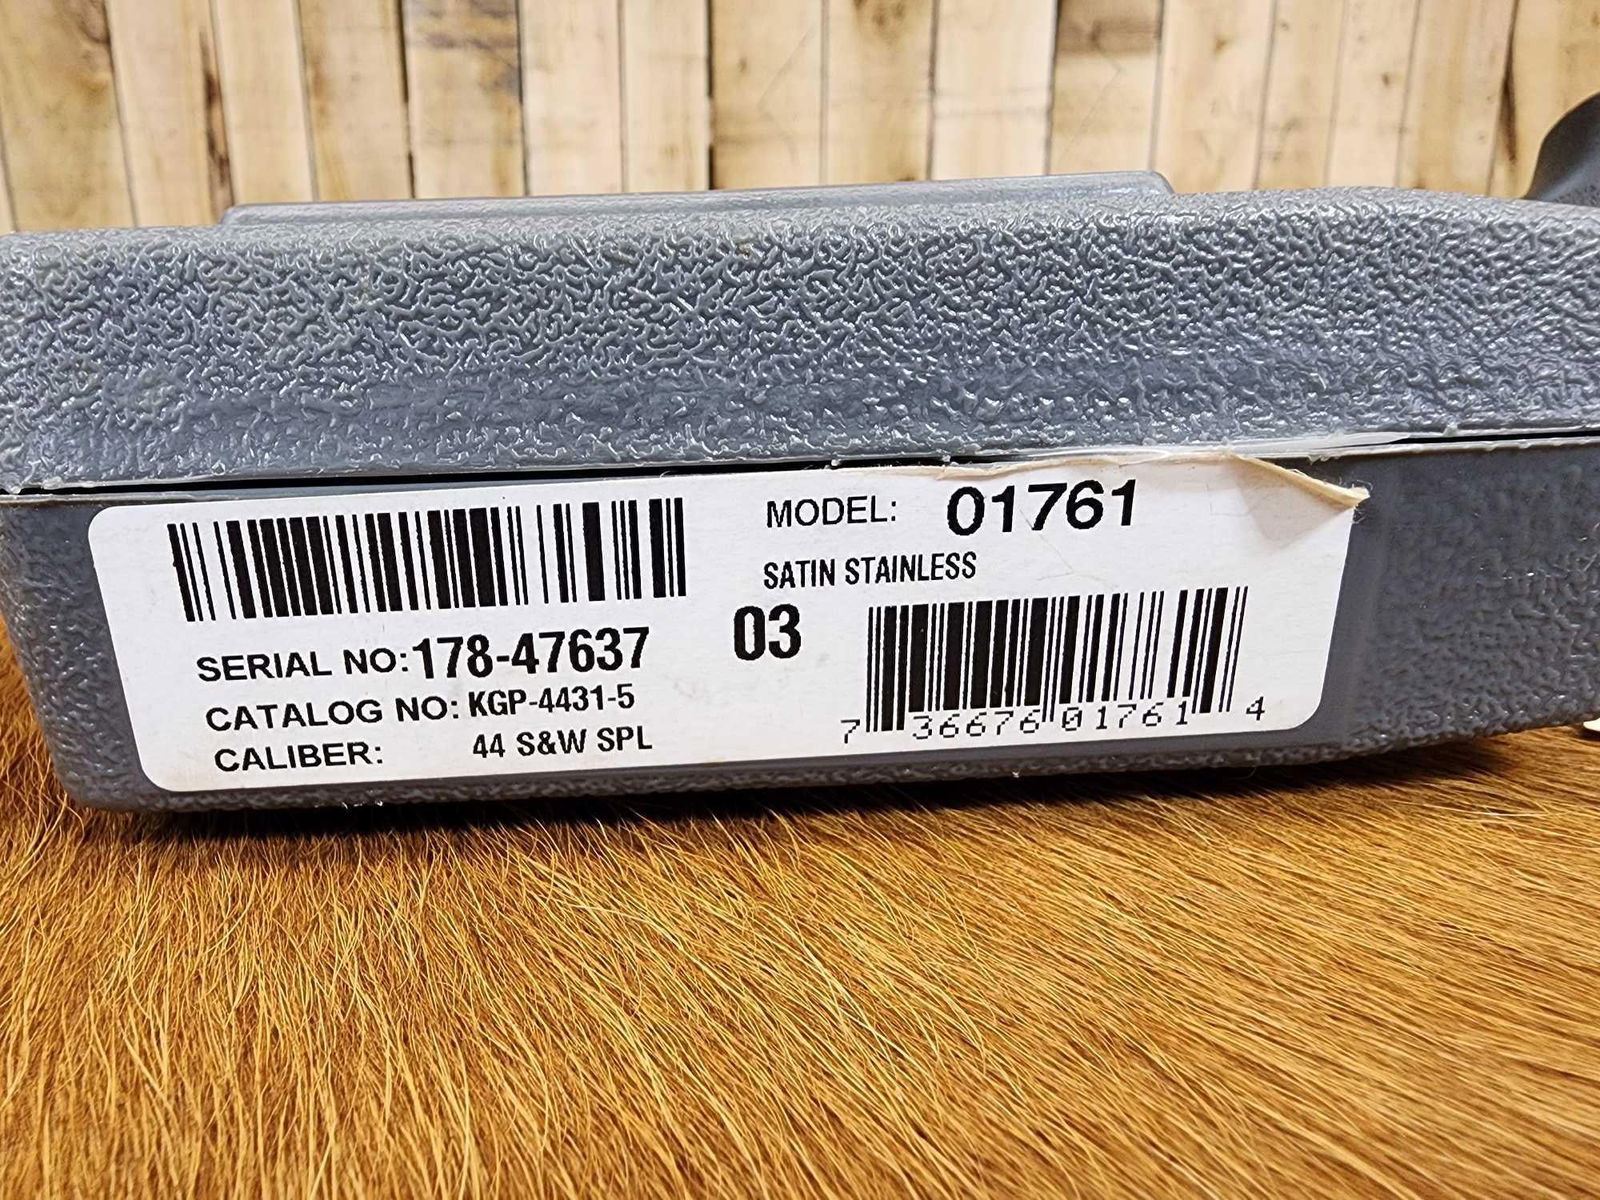 MODEL: 01761
SATIN STAINLESS
03
SERIAL NO:178-47637
CATALOG NO: KGP-4431-5
CALIBER: 44 S&W SPL
7 36676 01761 4